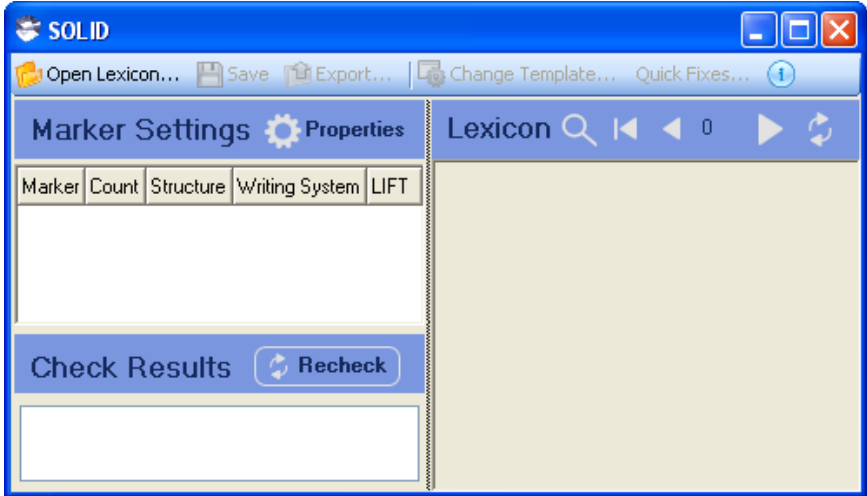 SOLID
Open Lexicon... Save Export... Change Template... Quick Fixes...
Marker Settings Properties
Lexicon 0
Marker Count Structure Writing System LIFT
Check Results Recheck